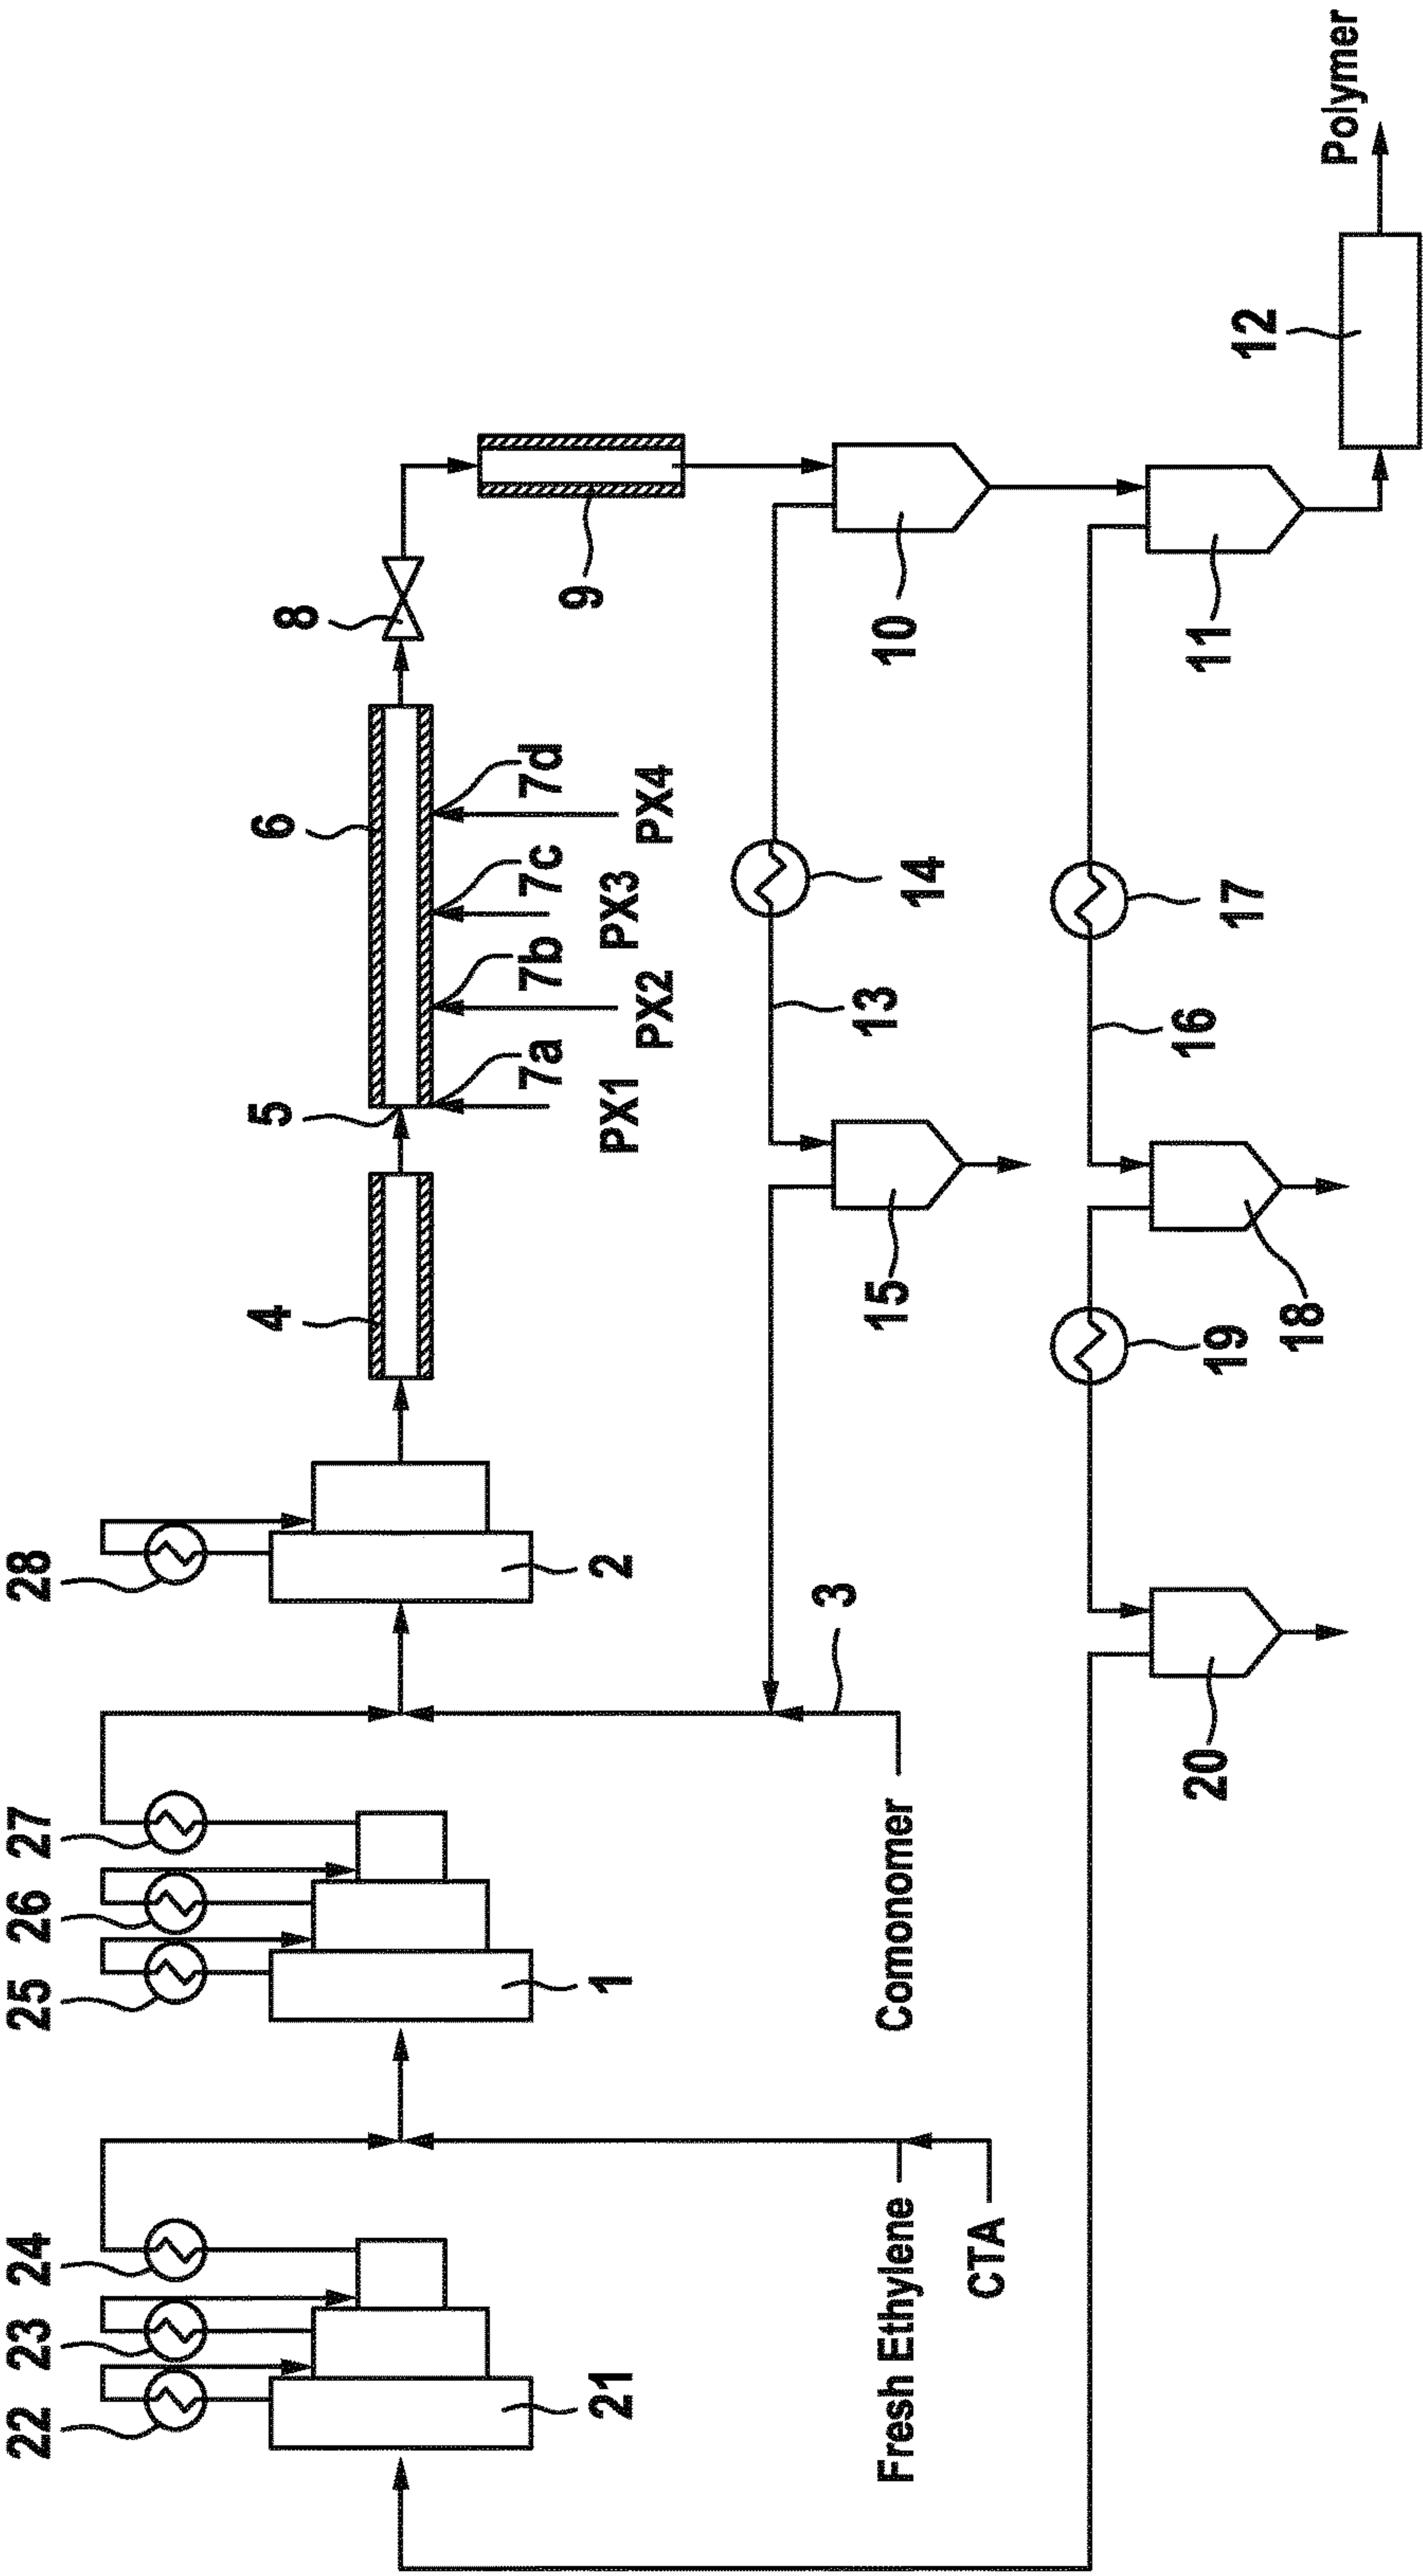 22
23
24
25
26
27
28
4
5
6
8
21
1
2
7a
7b
7c
7d
9
PX1
PX2
PX3
PX4
Fresh Ethylene
CTA
Comonomer
3
15
13
14
10
20
19
18
16
17
11
12
Polymer